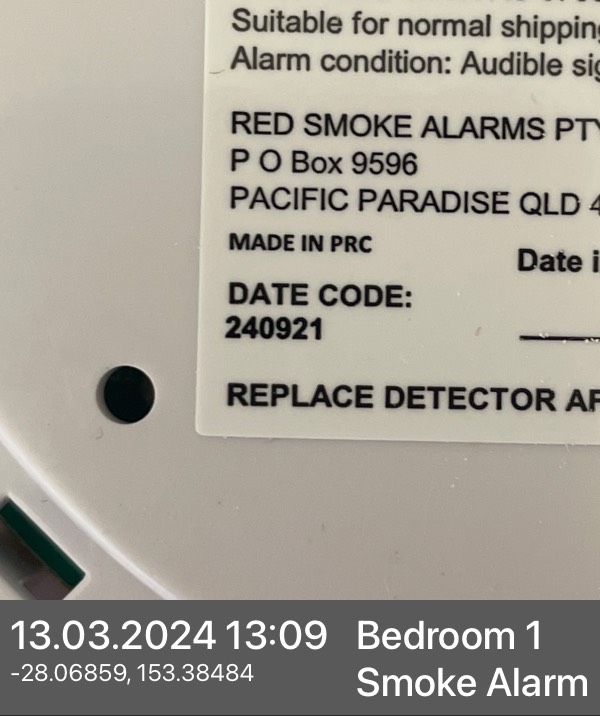 Suitable for normal shipping
Alarm condition: Audible sig
RED SMOKE ALARMS PTY
P O Box 9596
PACIFIC PARADISE QLD 4
MADE IN PRC
Date i
DATE CODE:
240921
REPLACE DETECTOR AF
13.03.2024 13:09
-28.06859, 153.38484
Bedroom 1
Smoke Alarm